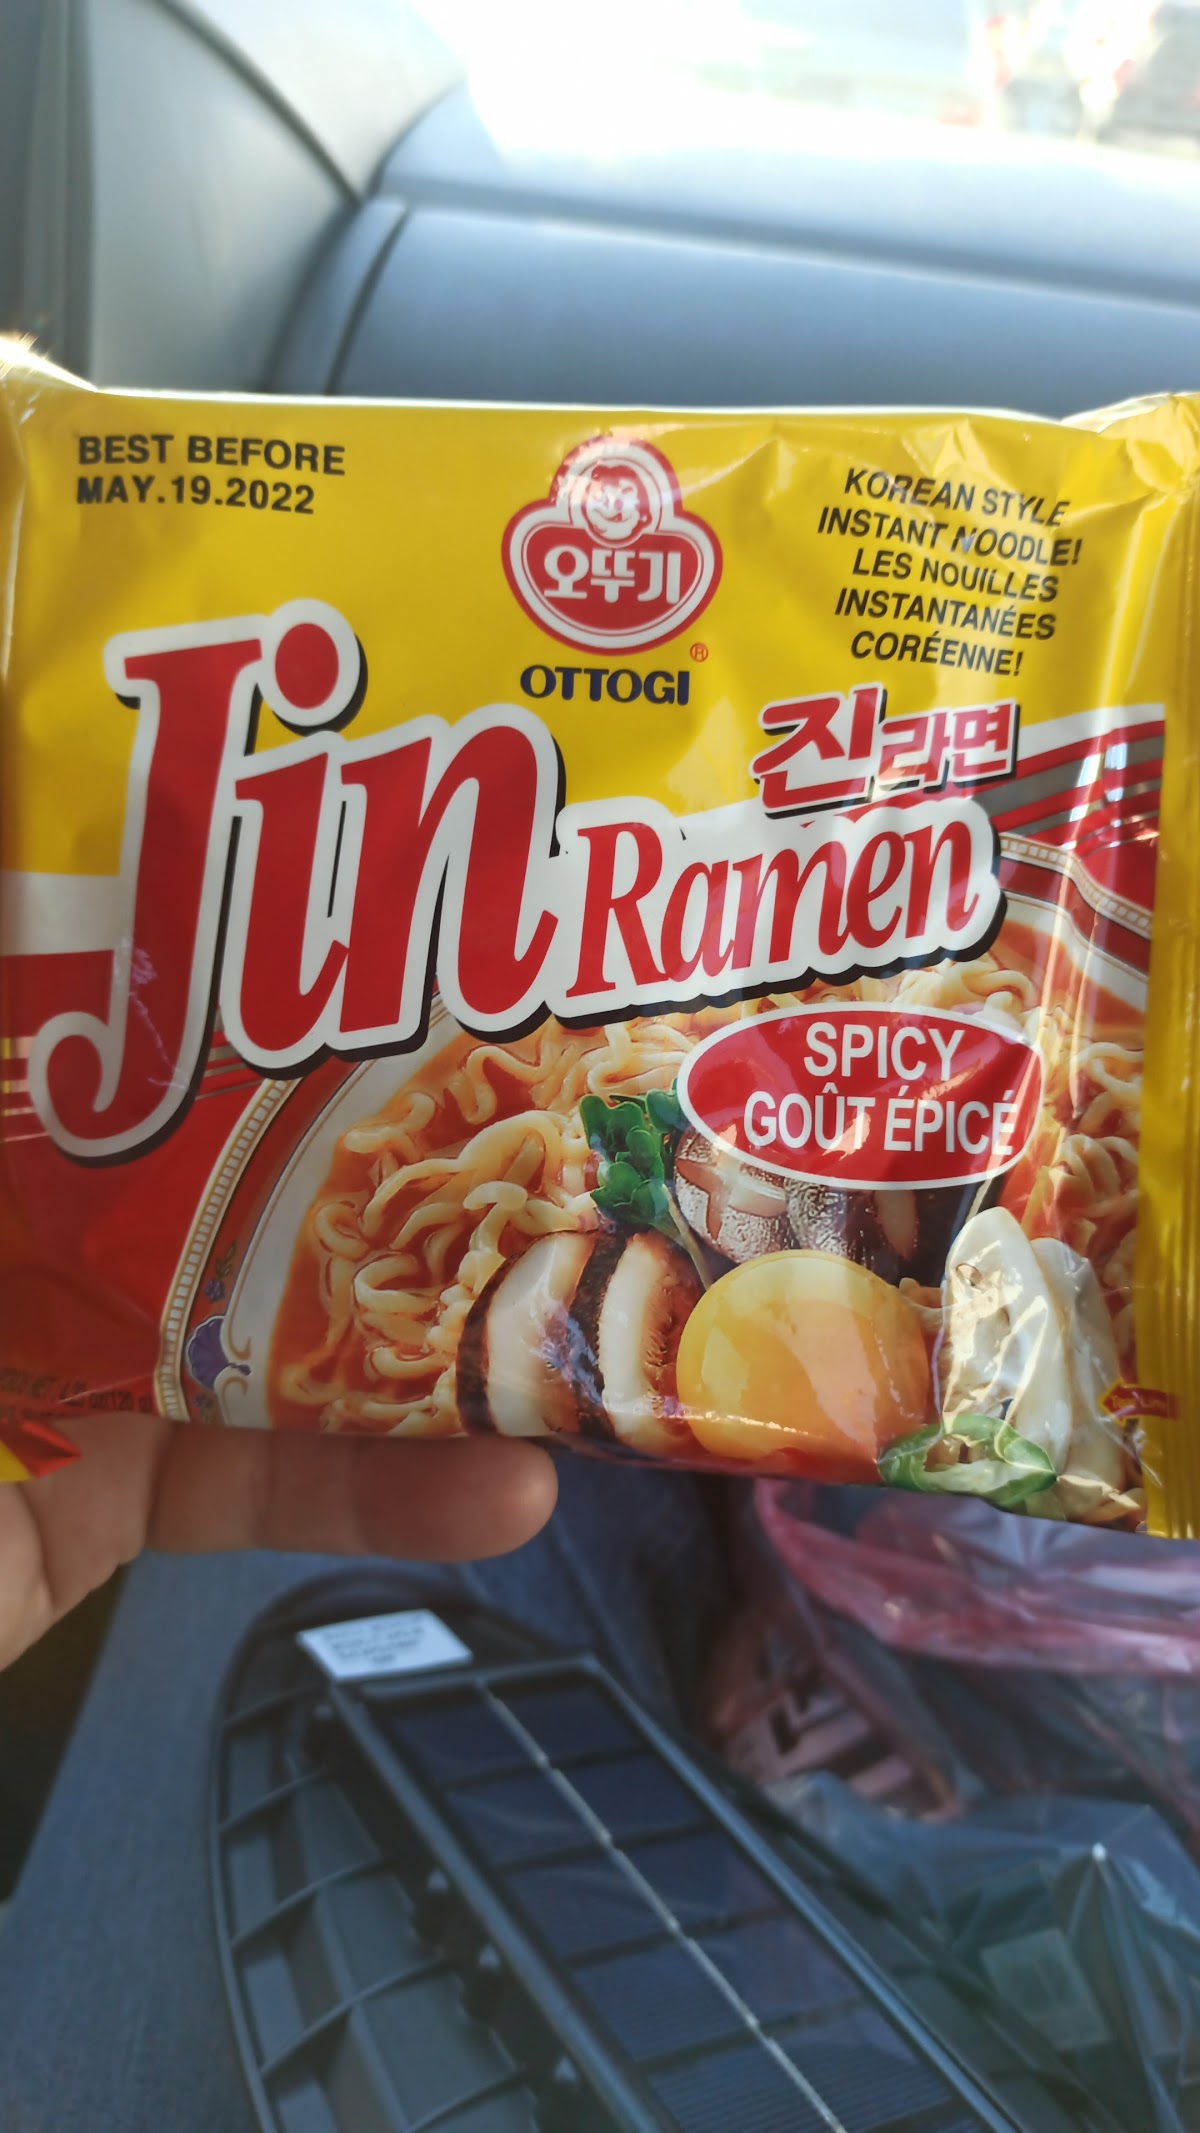 BEST BEFORE
MAY.19.2022
오뚜기
®
OTTOGI
KOREAN STYLE
INSTANT NOODLE!
LES NOUILLES
INSTANTANÉES
CORÉENNE!
진라면
Jin Ramen
SPICY
GOÛT ÉPICÉ